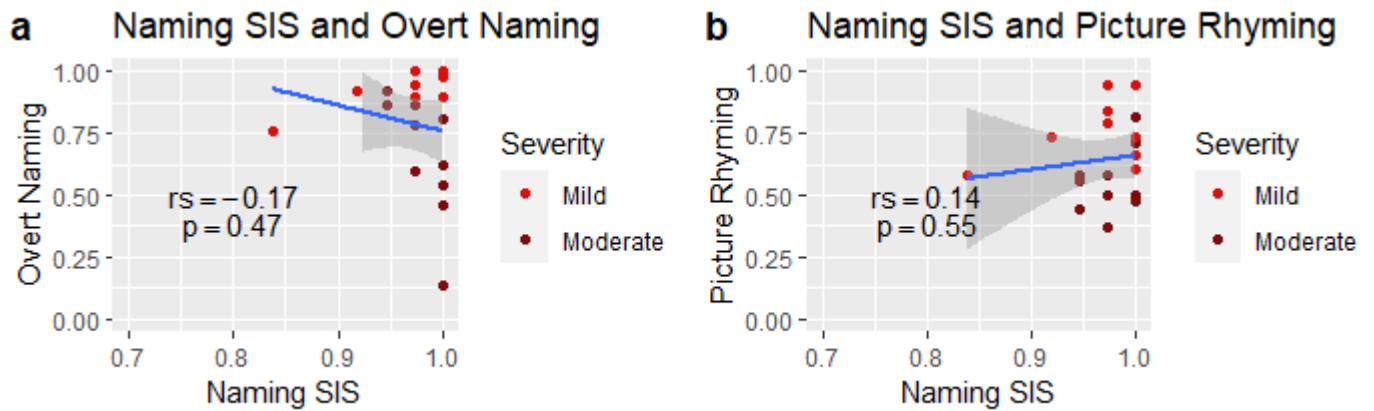 a Naming SIS and Overt Naming
1.00
0.75
0.50
0.25
0.00
Overt Naming
rs = −0.17
p = 0.47
0.7 0.8 0.9 1.0
Naming SIS
Severity
Mild
Moderate
b Naming SIS and Picture Rhyming
1.00
0.75
0.50
0.25
0.00
Picture Rhyming
rs = 0.14
p = 0.55
0.7 0.8 0.9 1.0
Naming SIS
Severity
Mild
Moderate